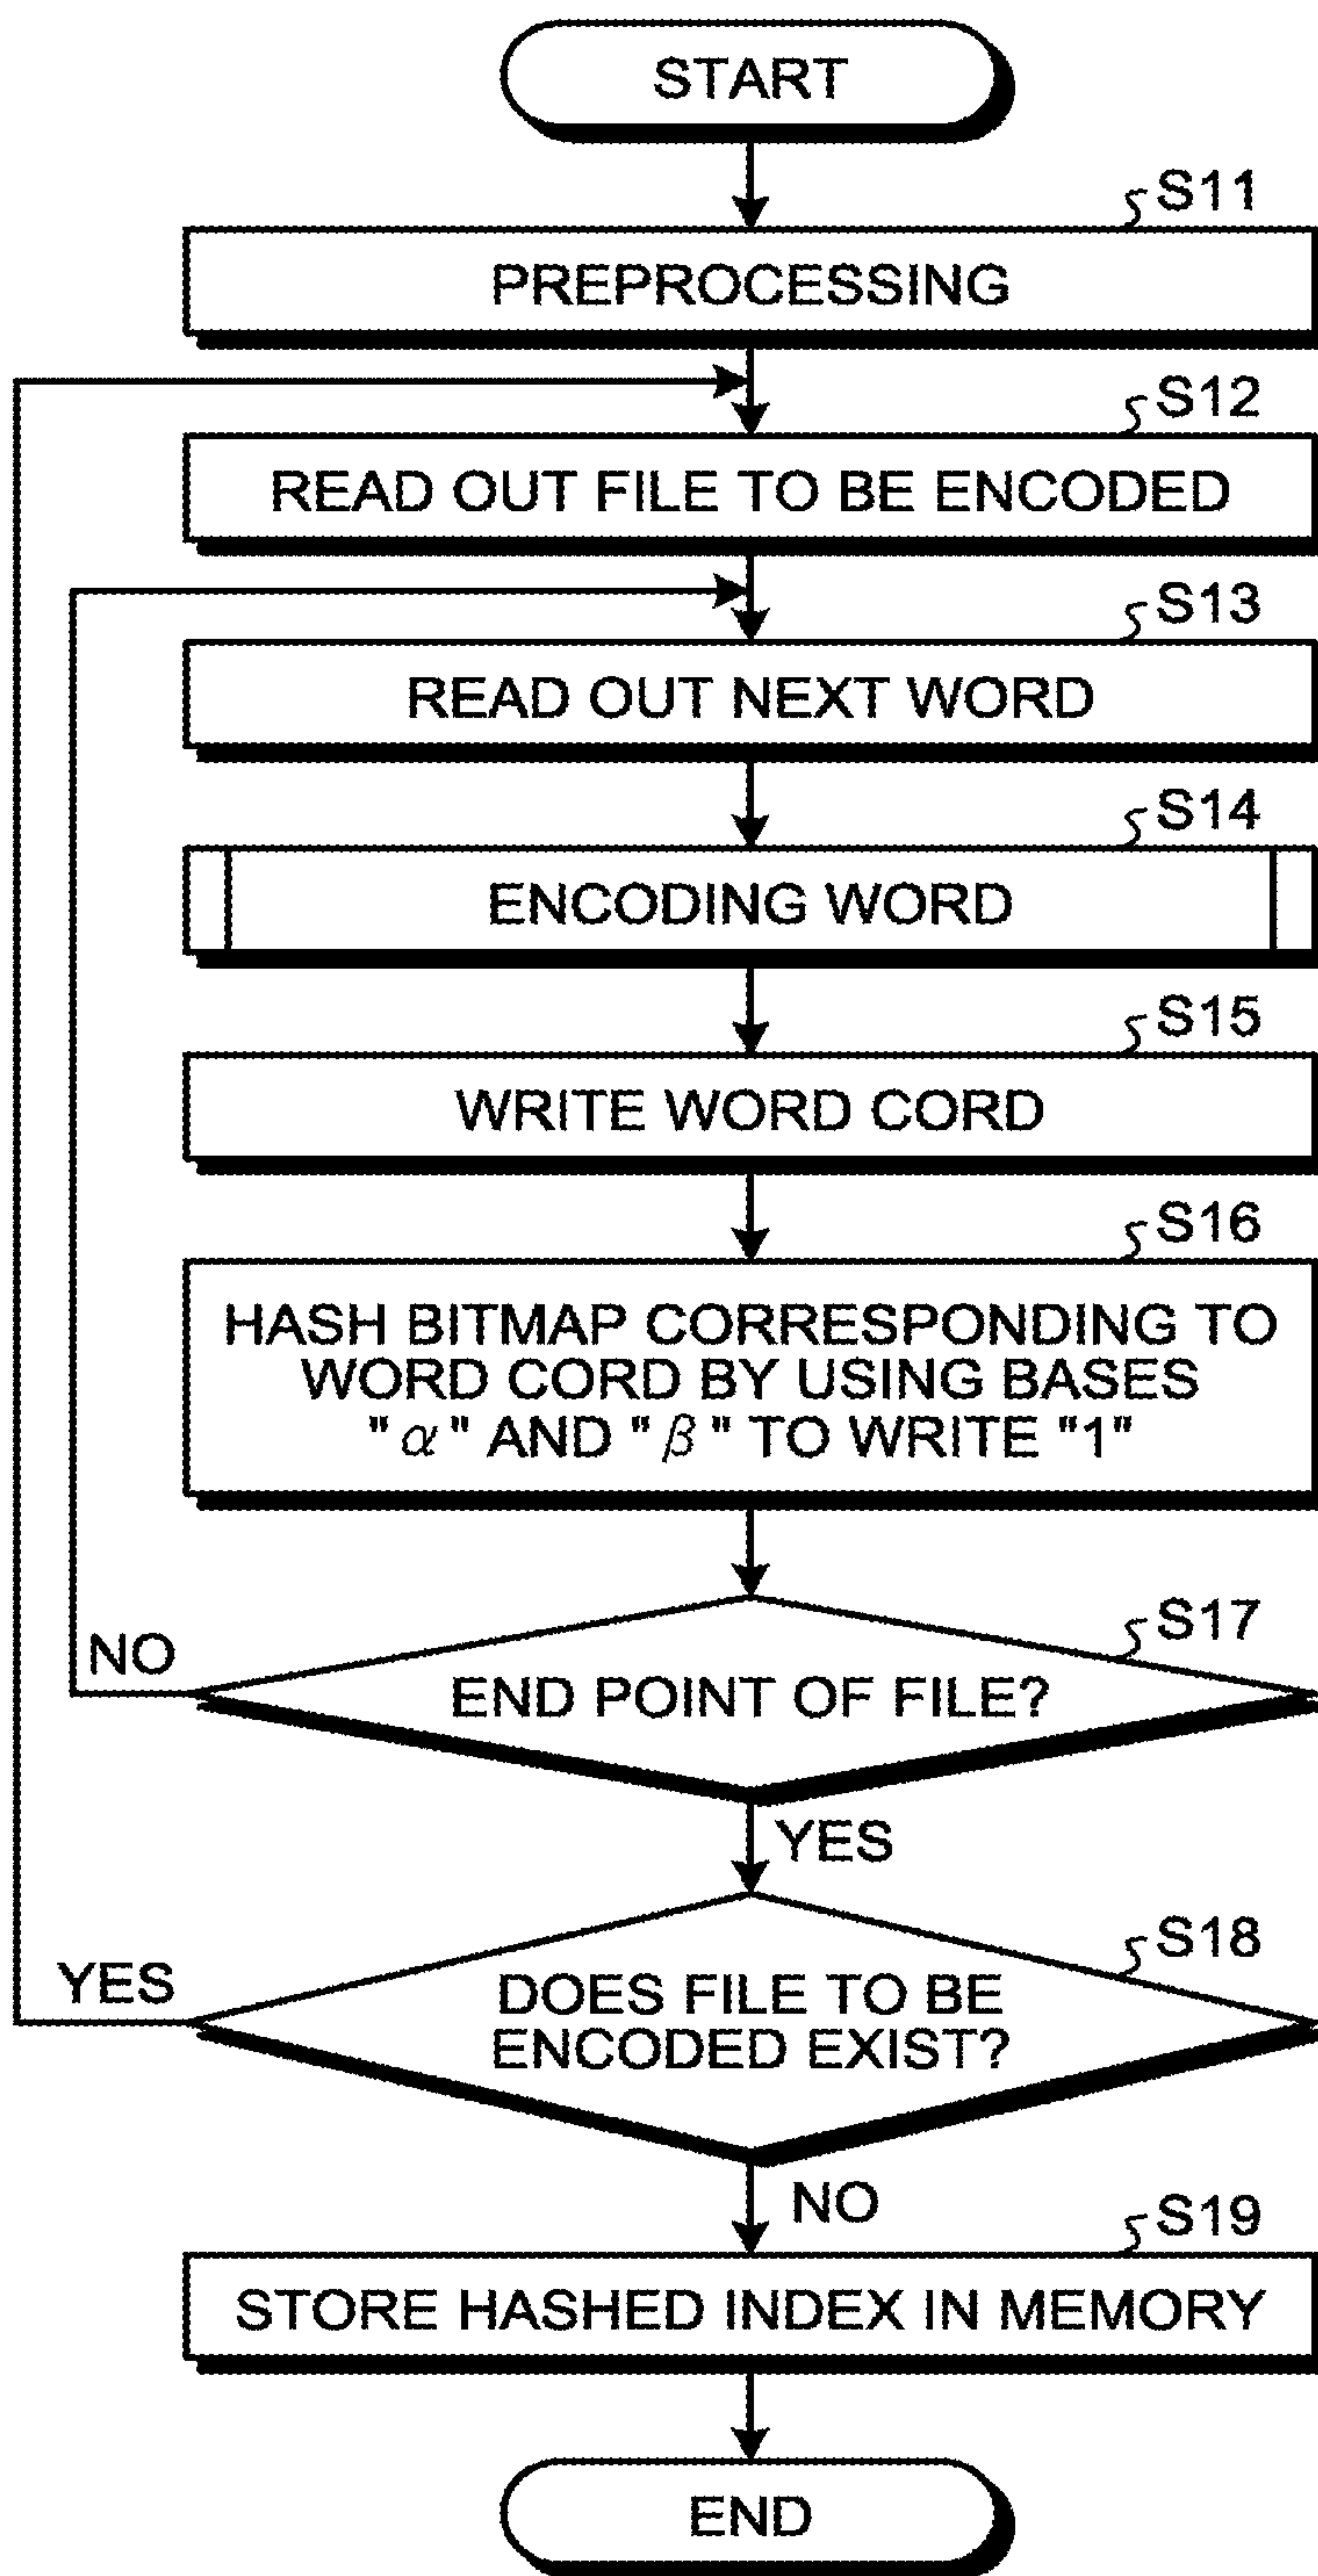 START
S11
PREPROCESSING
S12
READ OUT FILE TO BE ENCODED
S13
READ OUT NEXT WORD
S14
ENCODING WORD
S15
WRITE WORD CORD
S16
HASH BITMAP CORRESPONDING TO
WORD CORD BY USING BASES
"α" AND "β" TO WRITE "1"
S17
NO
END POINT OF FILE?
YES
S18
YES
DOES FILE TO BE
ENCODED EXIST?
NO
S19
STORE HASHED INDEX IN MEMORY
END